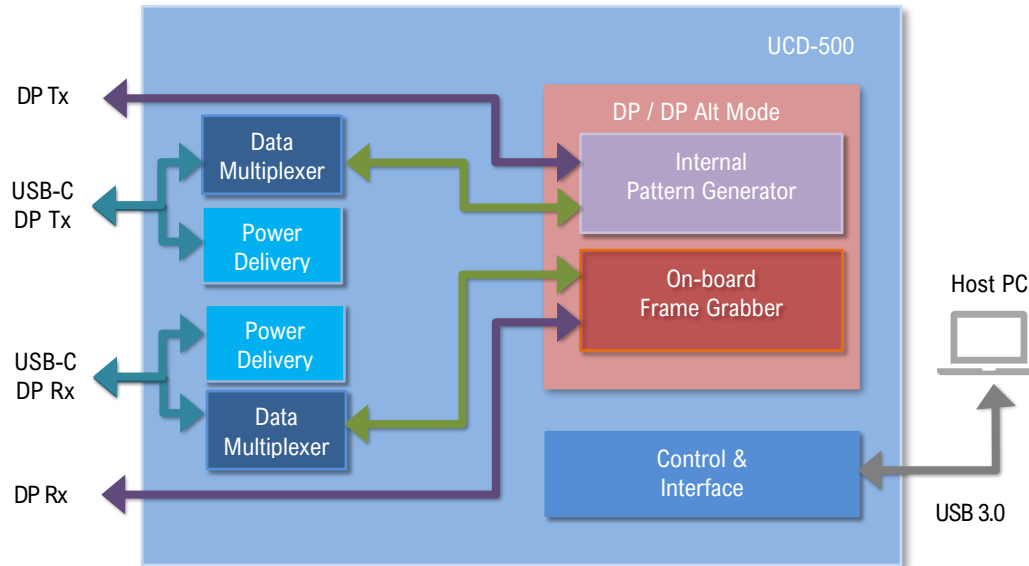 UCD-500
DP Tx
DP / DP Alt Mode
Data
Multiplexer
Internal
Pattern Generator
USB-C
DP Tx
Power
Delivery
On-board
Frame Grabber
Host PC
Power
Delivery
USB-C
DP Rx
Data
Multiplexer
Control &
Interface
DP Rx
USB 3.0